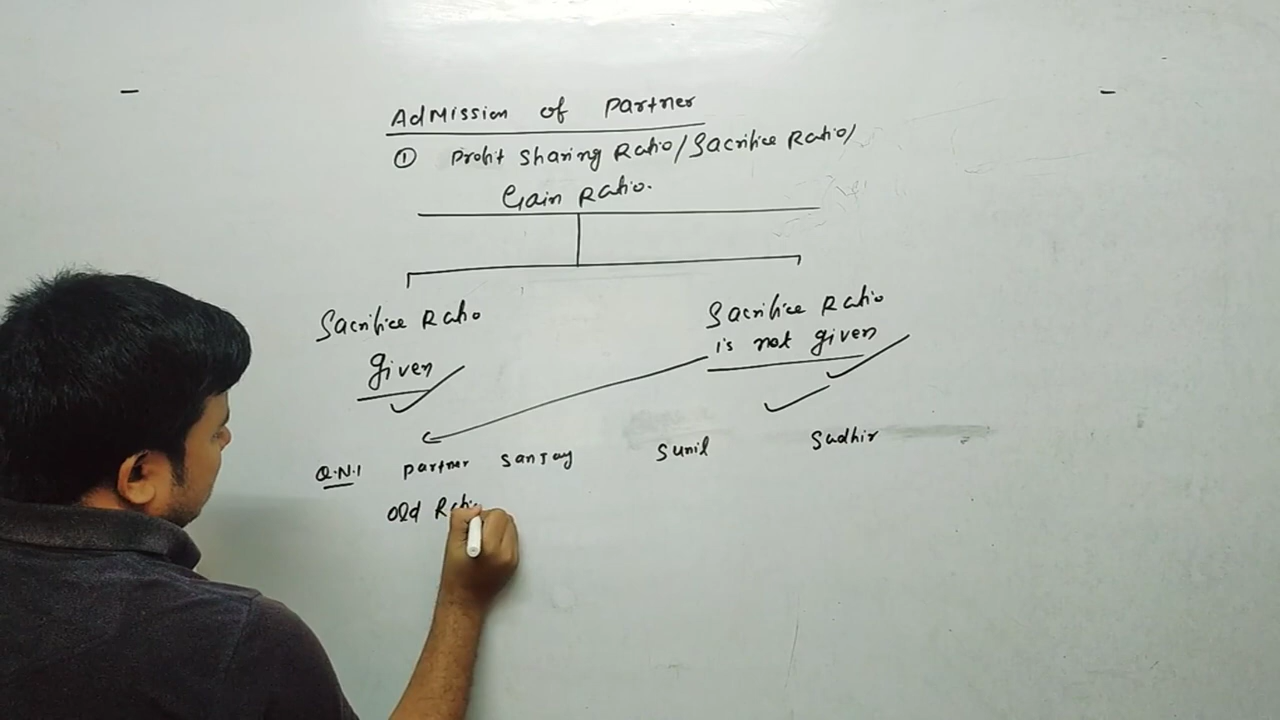 Admission of Partner
① Profit Sharing Ratio/Sacrifice Ratio/
Gain Ratio.
Sacrifice Ratio
given
Sacrifice Ratio
is not given
Q.N.1 Partner Sanjay Sunil Sudhir
Old Ratio